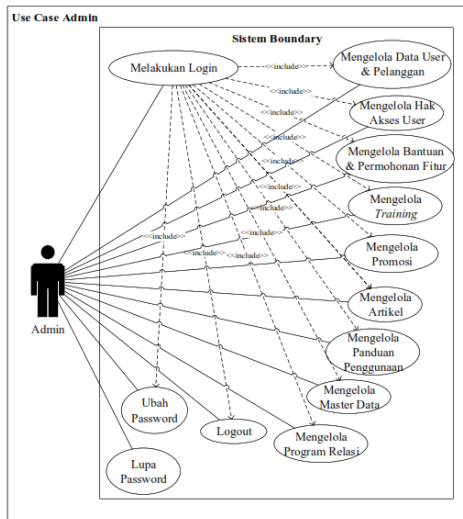 Use Case Admin
Sistem Boundary
Melakukan Login
<<include>>
Mengelola Data User
& Pelanggan
<<include>>
<<include>>
Mengelola Hak
Akses User
<<include>>
Mengelola Bantuan
& Permohonan Fitur
<<include>>
Mengelola
Training
<<include>>
<<include>>
<<include>>
Mengelola
Promosi
<<include>>
<<include>>
Mengelola
Artikel
Admin
Mengelola
Panduan
Penggunaan
Mengelola
Master Data
Ubah
Password
Logout
Mengelola
Program Relasi
Lupa
Password